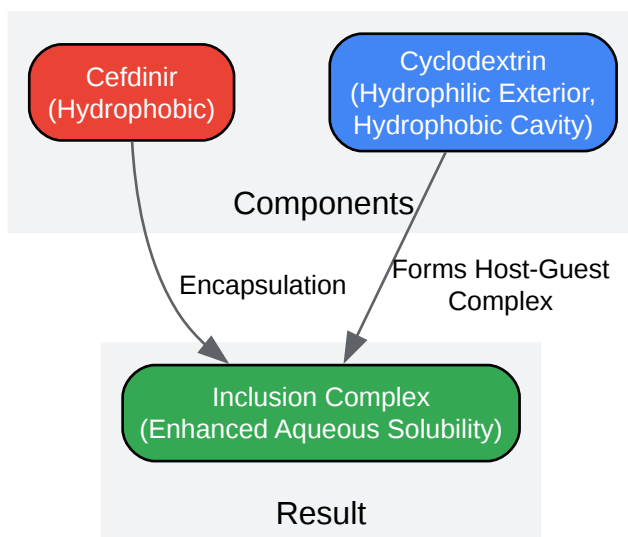 Cefdinir
(Hydrophobic)
Cyclodextrin
(Hydrophilic Exterior,
Hydrophobic Cavity)
Components
Encapsulation
Forms Host-Guest
Complex
Inclusion Complex
(Enhanced Aqueous Solubility)
Result